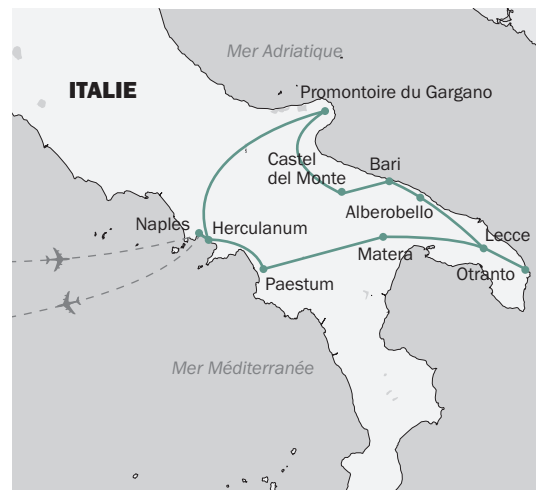 Mer Adriatique
ITALIE
Promontoire du Gargano
Castel
del Monte
Bari
Alberobello
Naples
Herculanum
Lecce
Matera
Otranto
Paestum
Mer Méditerranée